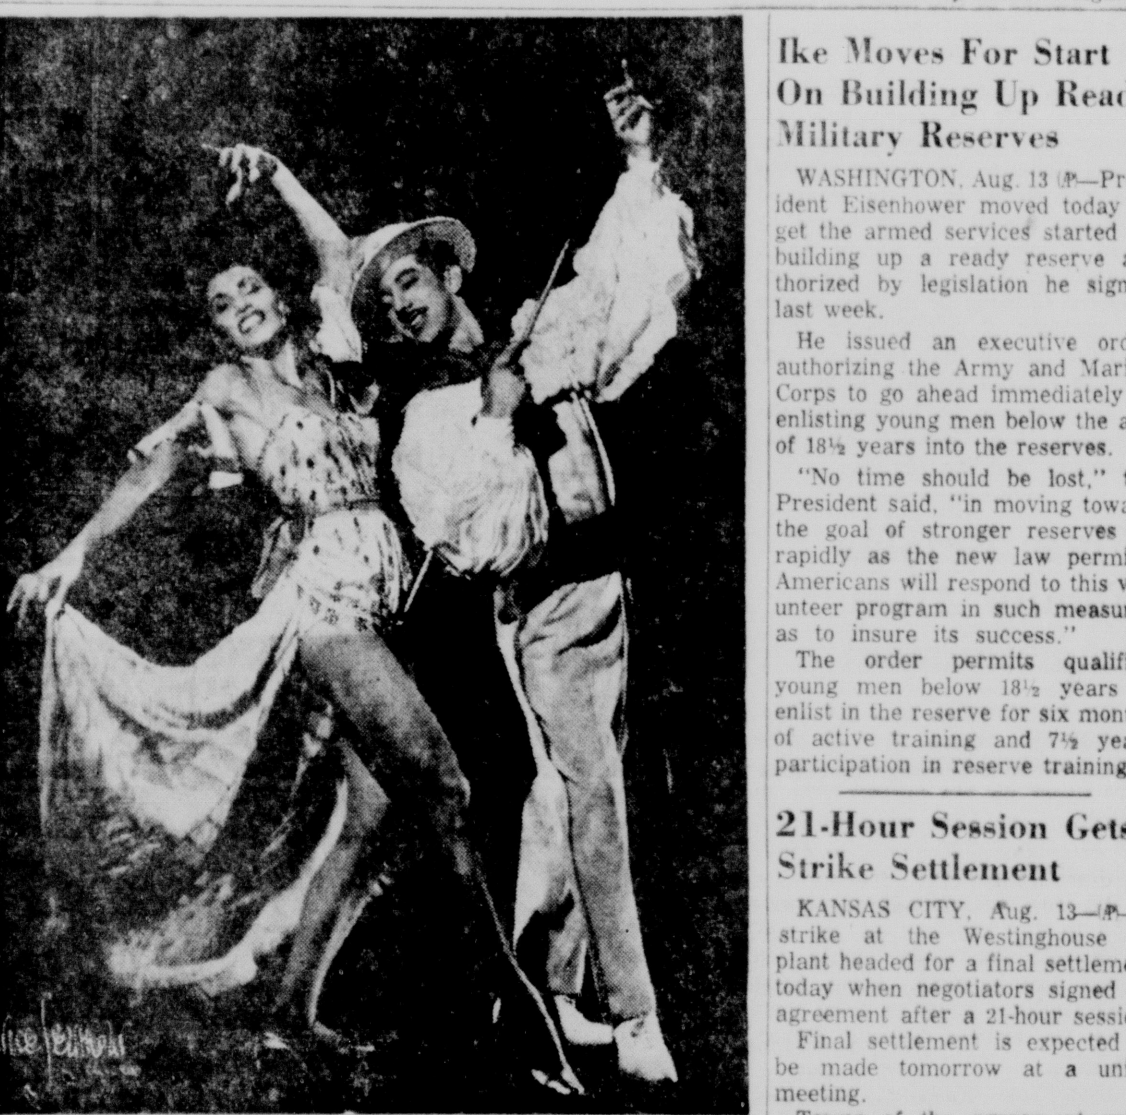 Ike Moves For Start
On Building Up Read
Military Reserves
WASHINGTON, Aug. 13 (AP)—Pr
ident Eisenhower moved today
get the armed services started
building up a ready reserve a
thorized by legislation he sign
last week.
He issued an executive ord
authorizing the Army and Mari
Corps to go ahead immediately
enlisting young men below the a
of 18½ years into the reserves.
"No time should be lost," t
President said, "in moving towa
the goal of stronger reserves
rapidly as the new law permi
Americans will respond to this v
unteer program in such measur
as to insure its success."
The order permits qualifi
young men below 18½ years
enlist in the reserve for six mon
of active training and 7½ yea
participation in reserve training
21-Hour Session Gets
Strike Settlement
KANSAS CITY, Aug. 13—(AP)—
strike at the Westinghouse
plant headed for a final settleme
today when negotiators signed
agreement after a 21-hour sessi
Final settlement is expected
be made tomorrow at a uni
meeting.